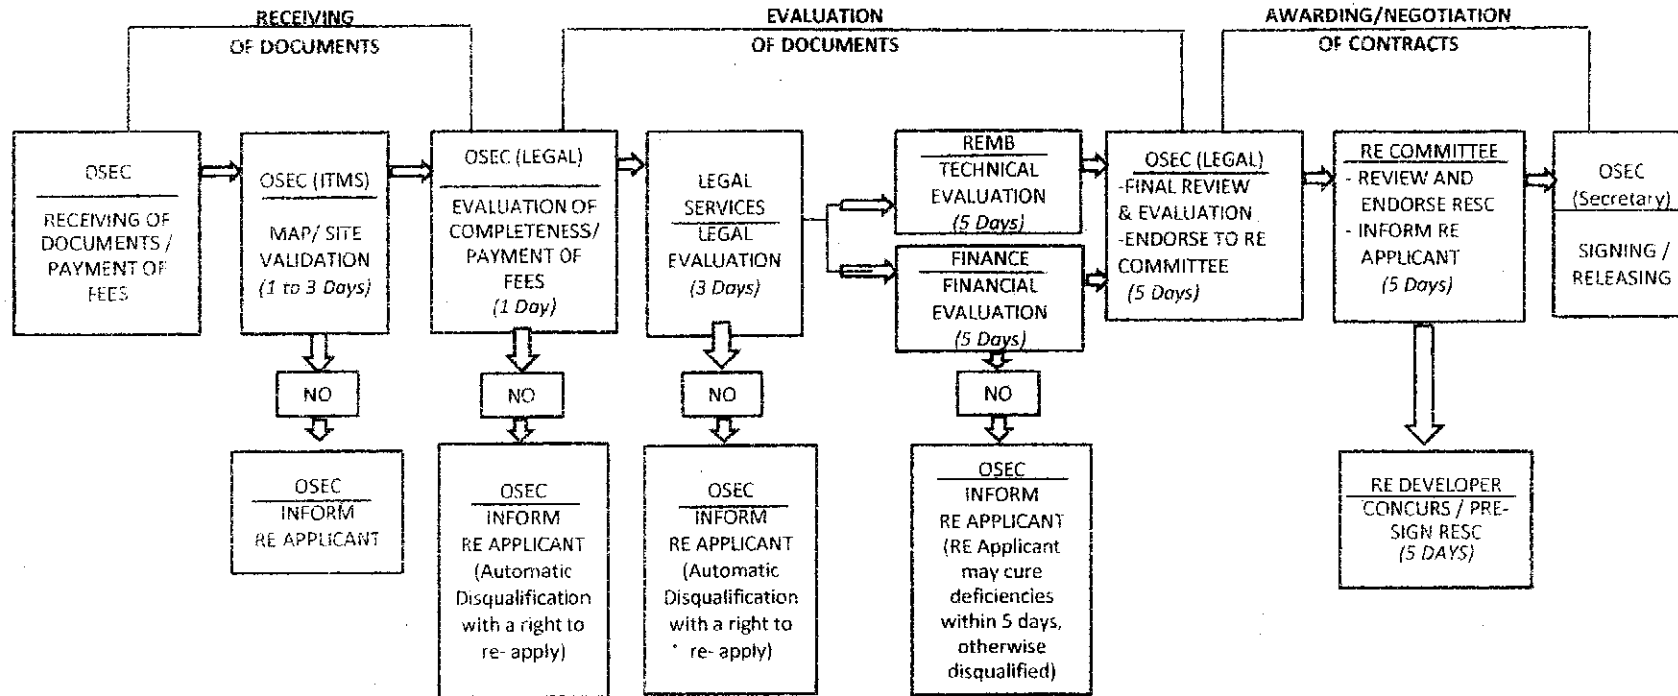 RECEIVING
OF DOCUMENTS
EVALUATION
OF DOCUMENTS
AWARDING/NEGOTIATION
OF CONTRACTS
OSEC
RECEIVING OF
DOCUMENTS /
PAYMENT OF
FEES
OSEC (ITMS)
MAP/ SITE
VALIDATION
(1 to 3 Days)
OSEC (LEGAL)
EVALUATION OF
COMPLETENESS/
PAYMENT OF
FEES
(1 Day)
LEGAL
SERVICES
LEGAL
EVALUATION
(3 Days)
REMB
TECHNICAL
EVALUATION
(5 Days)
FINANCE
FINANCIAL
EVALUATION
(5 Days)
OSEC (LEGAL)
-FINAL REVIEW
& EVALUATION
-ENDORSE TO RE
COMMITTEE
(5 Days)
RE COMMITTEE
- REVIEW AND
ENDORSE RESC
- INFORM RE
APPLICANT
(5 Days)
OSEC
(Secretary)
SIGNING /
RELEASING
NO
NO
NO
NO
OSEC
INFORM
RE APPLICANT
OSEC
INFORM
RE APPLICANT
(Automatic
Disqualification
with a right to
re- apply)
OSEC
INFORM
RE APPLICANT
(Automatic
Disqualification
with a right to
re- apply)
OSEC
INFORM
RE APPLICANT
(RE Applicant
may cure
deficiencies
within 5 days,
otherwise
disqualified)
RE DEVELOPER
CONCURS / PRE-
SIGN RESC
(5 DAYS)